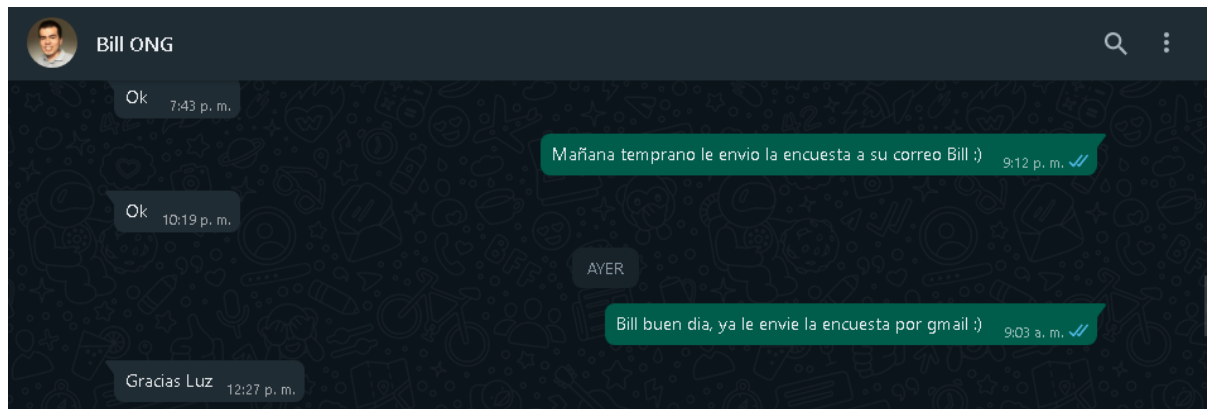 Bill ONG
Ok 7:43 p. m.
Mañana temprano le envio la encuesta a su correo Bill :) 9:12 p. m.
Ok 10:19 p. m.
AYER
Bill buen dia, ya le envie la encuesta por gmail :) 9:03 a. m.
Gracias Luz 12:27 p. m.